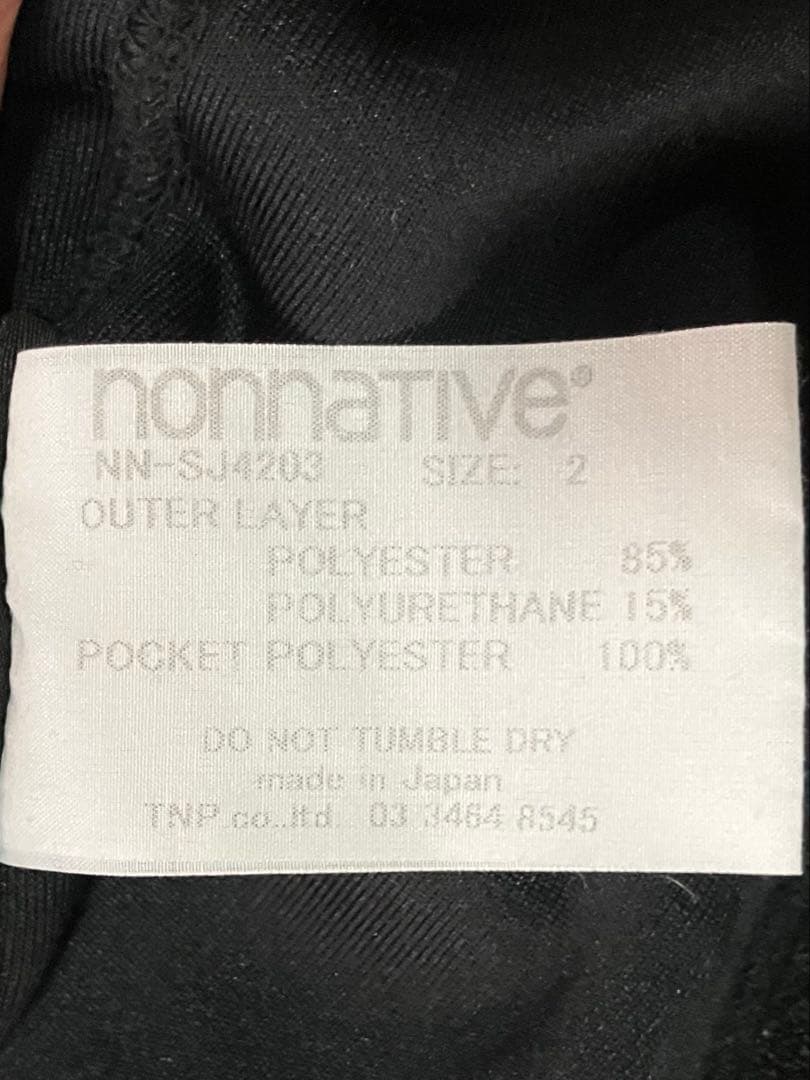 nonnaTIVe®
NN-SJ4203 SIZE: 2
OUTER LAYER
POLYESTER 85%
POLYURETHANE 15%
POCKET POLYESTER 100%
DO NOT TUMBLE DRY
made in Japan
TNP co.,ltd. 03 3464 8545